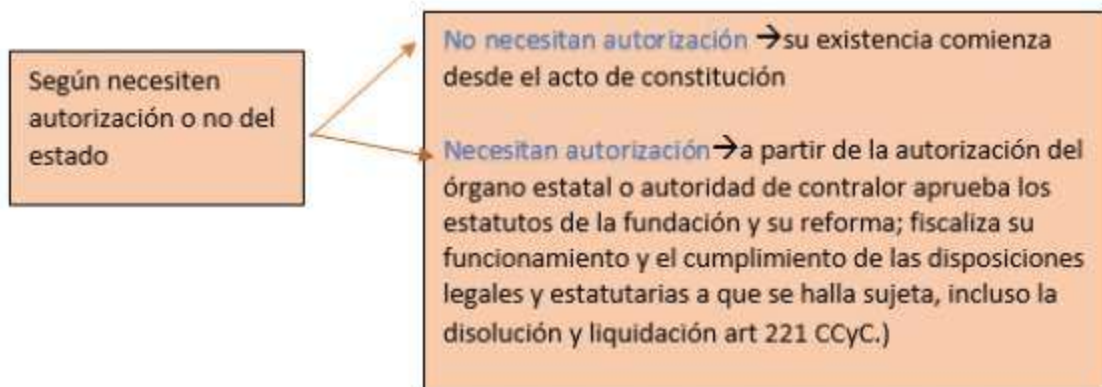 Según necesiten
autorización o no del
estado
No necesitan autorización →su existencia comienza
desde el acto de constitución
Necesitan autorización→a partir de la autorización del
órgano estatal o autoridad de contralor aprueba los
estatutos de la fundación y su reforma; fiscaliza su
funcionamiento y el cumplimiento de las disposiciones
legales y estatutarias a que se halla sujeta, incluso la
disolución y liquidación art 221 CCyC.)